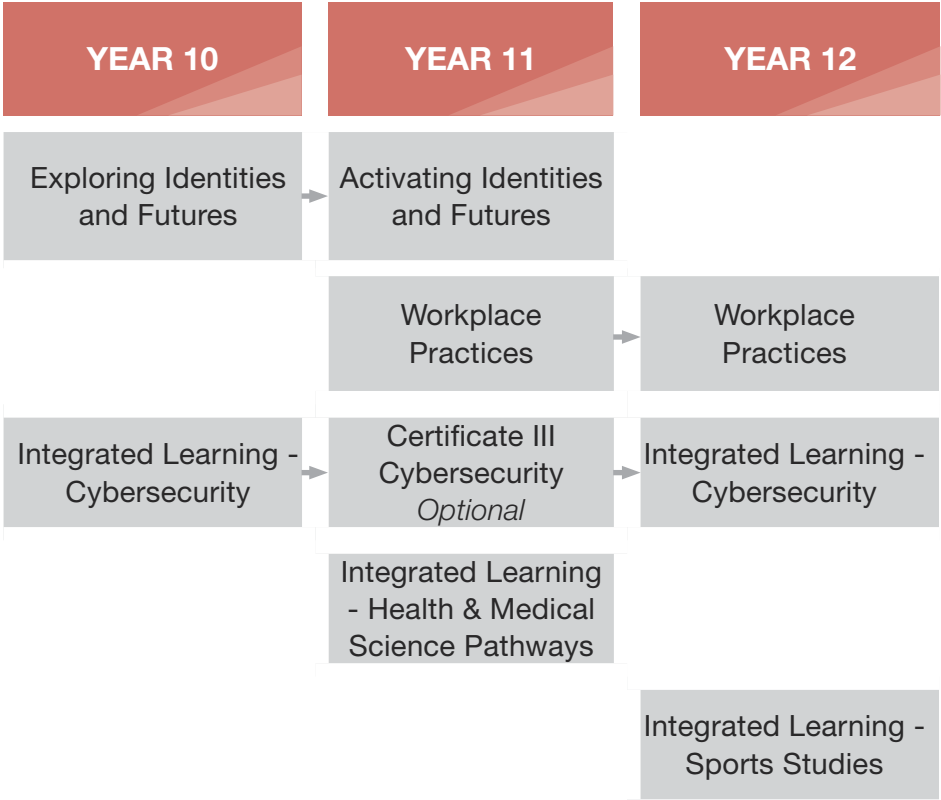 YEAR 10
YEAR 11
YEAR 12
Exploring Identities
and Futures
Activating Identities
and Futures
Workplace
Practices
Workplace
Practices
Integrated Learning -
Cybersecurity
Certificate III
Cybersecurity
Optional
Integrated Learning -
Cybersecurity
Integrated Learning
- Health & Medical
Science Pathways
Integrated Learning -
Sports Studies